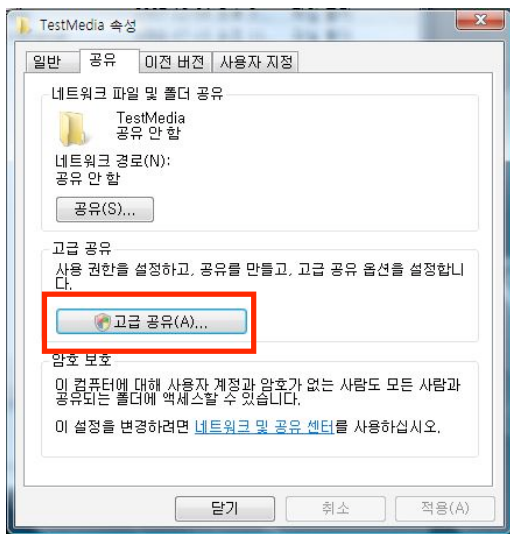 TestMedia 속성
일반 공유 이전 버전 사용자 지정
네트워크 파일 및 폴더 공유
TestMedia
공유 안 함
네트워크 경로(N):
공유 안 함
공유(S)...
고급 공유
사용 권한을 설정하고, 공유를 만들고, 고급 공유 옵션을 설정합니
다.
고급 공유(A)...
암호 보호
이 컴퓨터에 대해 사용자 계정과 암호가 없는 사람도 모든 사람과
공유되는 폴더에 액세스할 수 있습니다.
이 설정을 변경하려면 네트워크 및 공유 센터를 사용하십시오.
닫기 취소 적용(A)